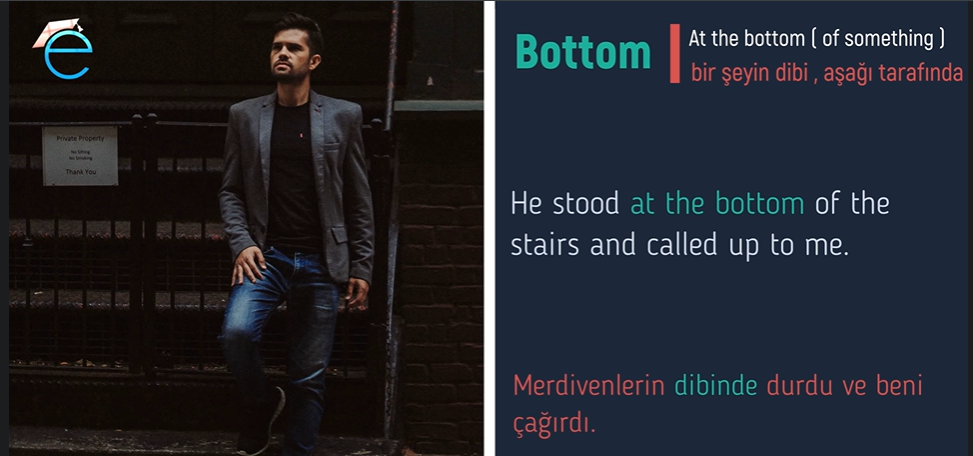 e
Private Property
No Sitting
No Smoking
Thank You
Bottom
At the bottom ( of something )
bir şeyin dibi , aşağı tarafında
He stood at the bottom of the
stairs and called up to me.
Merdivenlerin dibinde durdu ve beni
çağırdı.